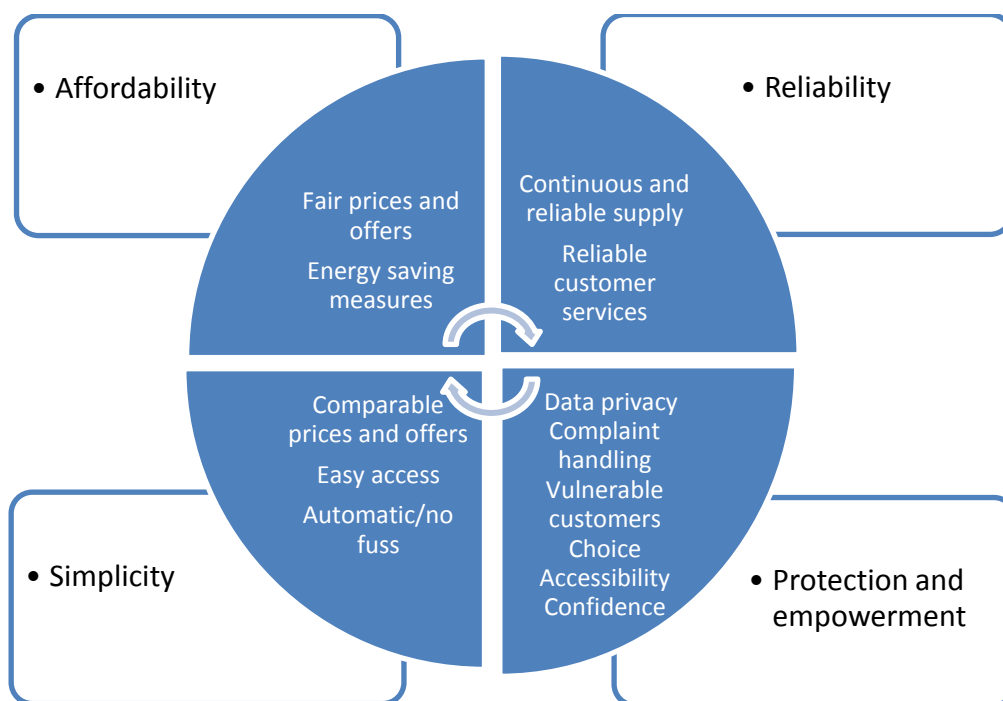 • Affordability
Fair prices and
offers
Energy saving
measures
• Reliability
Continuous and
reliable supply
Reliable
customer
services
• Simplicity
Comparable
prices and offers
Easy access
Automatic/no
fuss
• Protection and
empowerment
Data privacy
Complaint
handling
Vulnerable
customers
Choice
Accessibility
Confidence